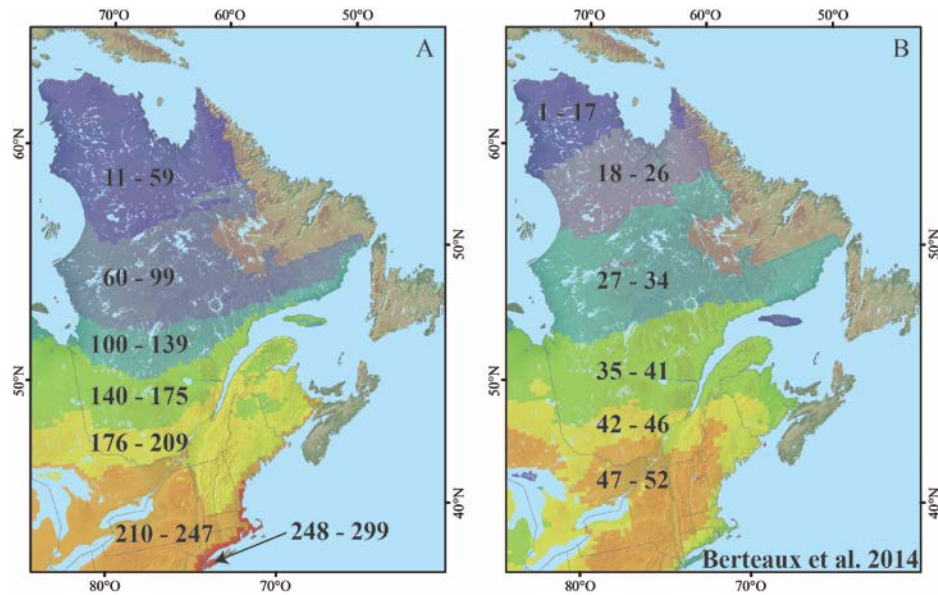 70°O 60°O 50°O
A
60°N
11 - 59
60 - 99
50°N
100 - 139
50°N
140 - 175
176 - 209
210 - 247
248 - 299
40°N
80°O 70°O
70°O 60°O 50°O
B
1 - 17
60°N
18 - 26
50°N
27 - 34
35 - 41
50°N
42 - 46
47 - 52
40°N
Berteaux et al. 2014
80°O 70°O